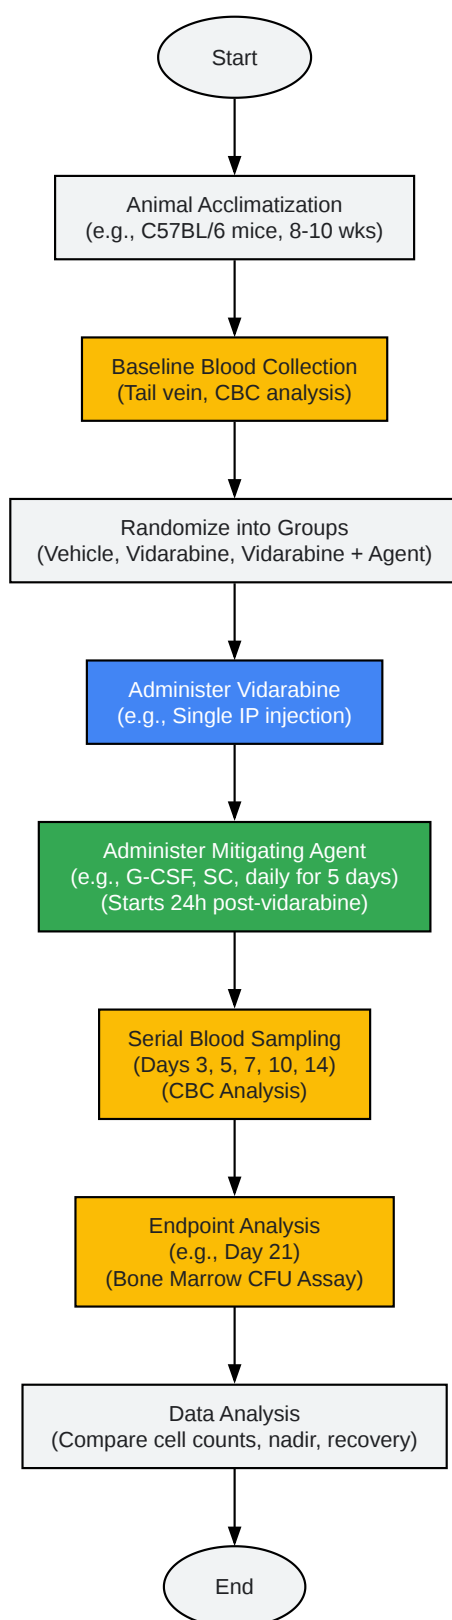 Start
Animal Acclimatization
(e.g., C57BL/6 mice, 8-10 wks)
Baseline Blood Collection
(Tail vein, CBC analysis)
Randomize into Groups
(Vehicle, Vidarabine, Vidarabine + Agent)
Administer Vidarabine
(e.g., Single IP injection)
Administer Mitigating Agent
(e.g., G-CSF, SC, daily for 5 days)
(Starts 24h post-vidarabine)
Serial Blood Sampling
(Days 3, 5, 7, 10, 14)
(CBC Analysis)
Endpoint Analysis
(e.g., Day 21)
(Bone Marrow CFU Assay)
Data Analysis
(Compare cell counts, nadir, recovery)
End